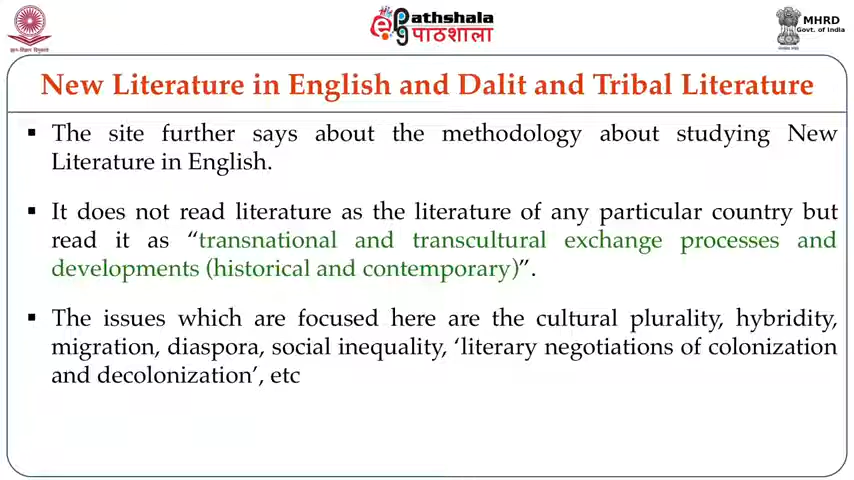 ePathshala
पाठशाला
MHRD
Govt. of India
New Literature in English and Dalit and Tribal Literature
▪ The site further says about the methodology about studying New
Literature in English.
▪ It does not read literature as the literature of any particular country but
read it as “transnational and transcultural exchange processes and
developments (historical and contemporary)”.
▪ The issues which are focused here are the cultural plurality, hybridity,
migration, diaspora, social inequality, ‘literary negotiations of colonization
and decolonization’, etc